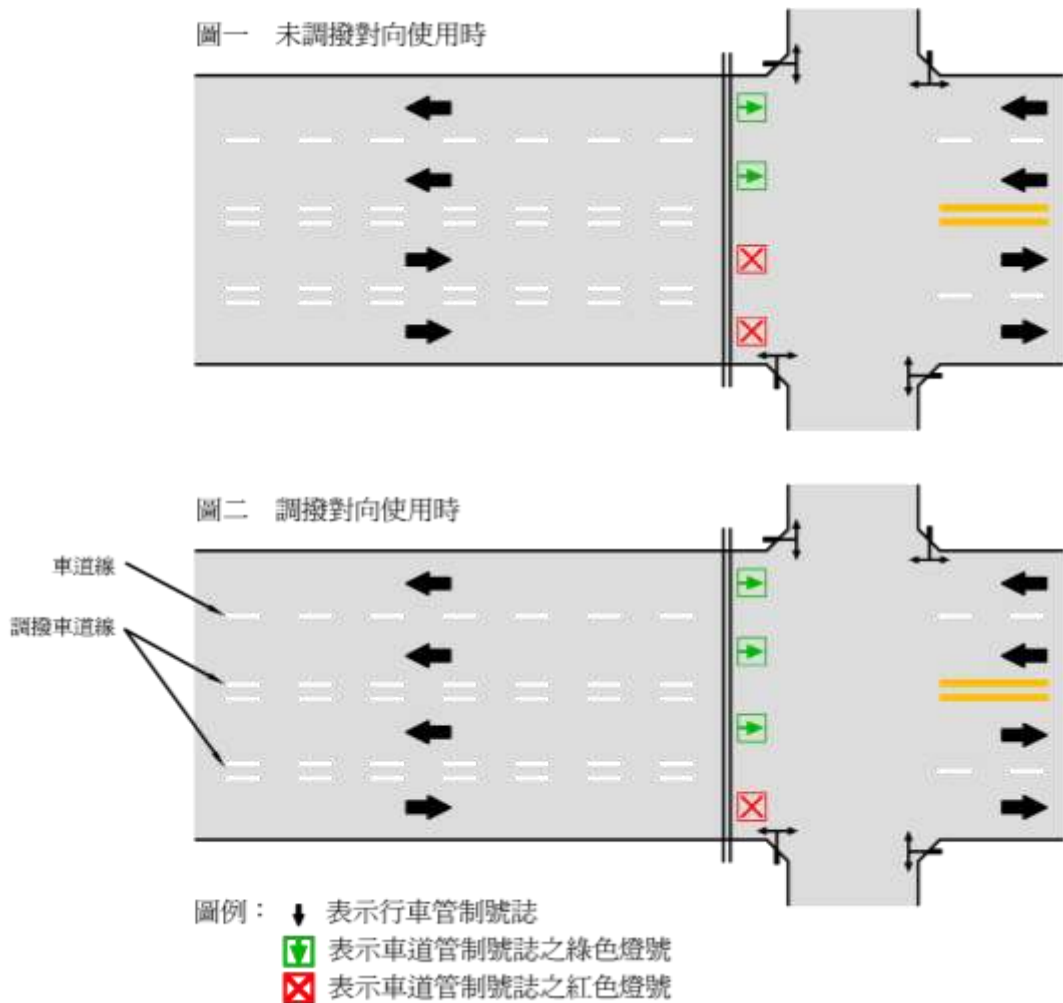 圖一 未調撥對向使用時
圖二 調撥對向使用時
車道線
調撥車道線
圖例：
表示行車管制號誌
表示車道管制號誌之綠色燈號
表示車道管制號誌之紅色燈號